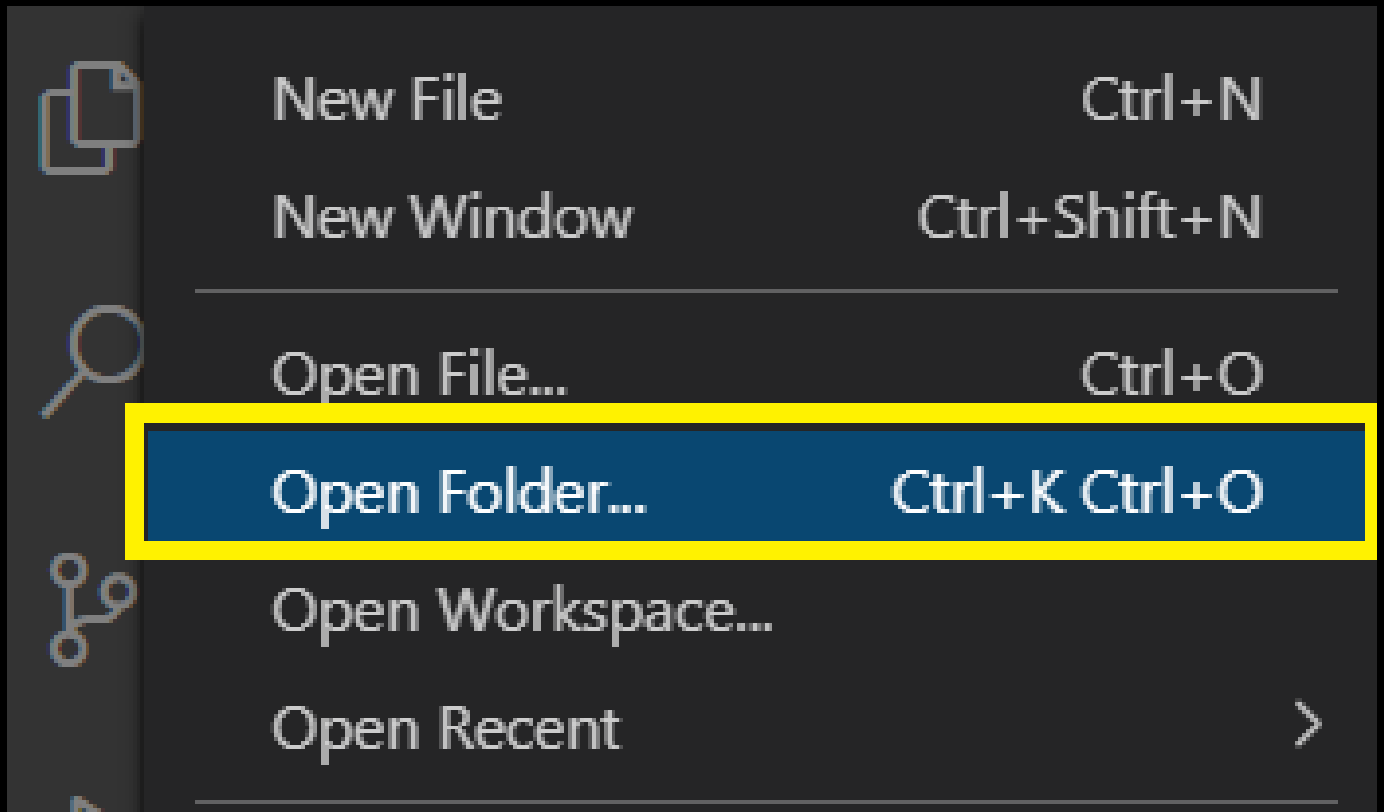 New File Ctrl+N
New Window Ctrl+Shift+N
Open File... Ctrl+O
Open Folder... Ctrl+K Ctrl+O
Open Workspace...
Open Recent